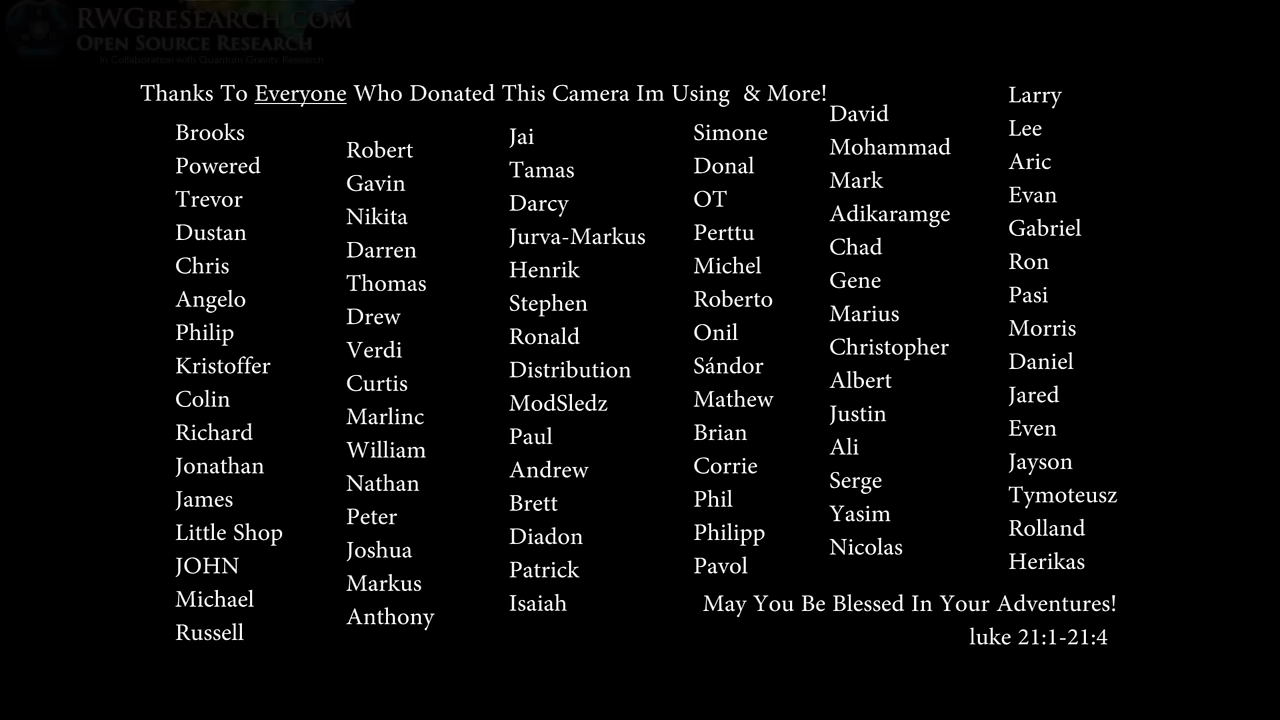 RWGRESEARCH.COM
OPEN SOURCE RESEARCH
In Collaboration with Quantum Gravity Research
Thanks To Everyone Who Donated This Camera Im Using & More!
Brooks
Powered
Trevor
Dustan
Chris
Angelo
Philip
Kristoffer
Colin
Richard
Jonathan
James
Little Shop
JOHN
Michael
Russell
Robert
Gavin
Nikita
Darren
Thomas
Drew
Verdi
Curtis
Marlinc
William
Nathan
Peter
Joshua
Markus
Anthony
Jai
Tamas
Darcy
Jurva-Markus
Henrik
Stephen
Ronald
Distribution
ModSledz
Paul
Andrew
Brett
Diadon
Patrick
Isaiah
Simone
Donal
OT
Perttu
Michel
Roberto
Onil
Sándor
Mathew
Brian
Corrie
Phil
Philipp
Pavol
David
Mohammad
Mark
Adikaramge
Chad
Gene
Marius
Christopher
Albert
Justin
Ali
Serge
Yasim
Nicolas
Larry
Lee
Aric
Evan
Gabriel
Ron
Pasi
Morris
Daniel
Jared
Even
Jayson
Tymoteusz
Rolland
Herikas
May You Be Blessed In Your Adventures!
luke 21:1-21:4